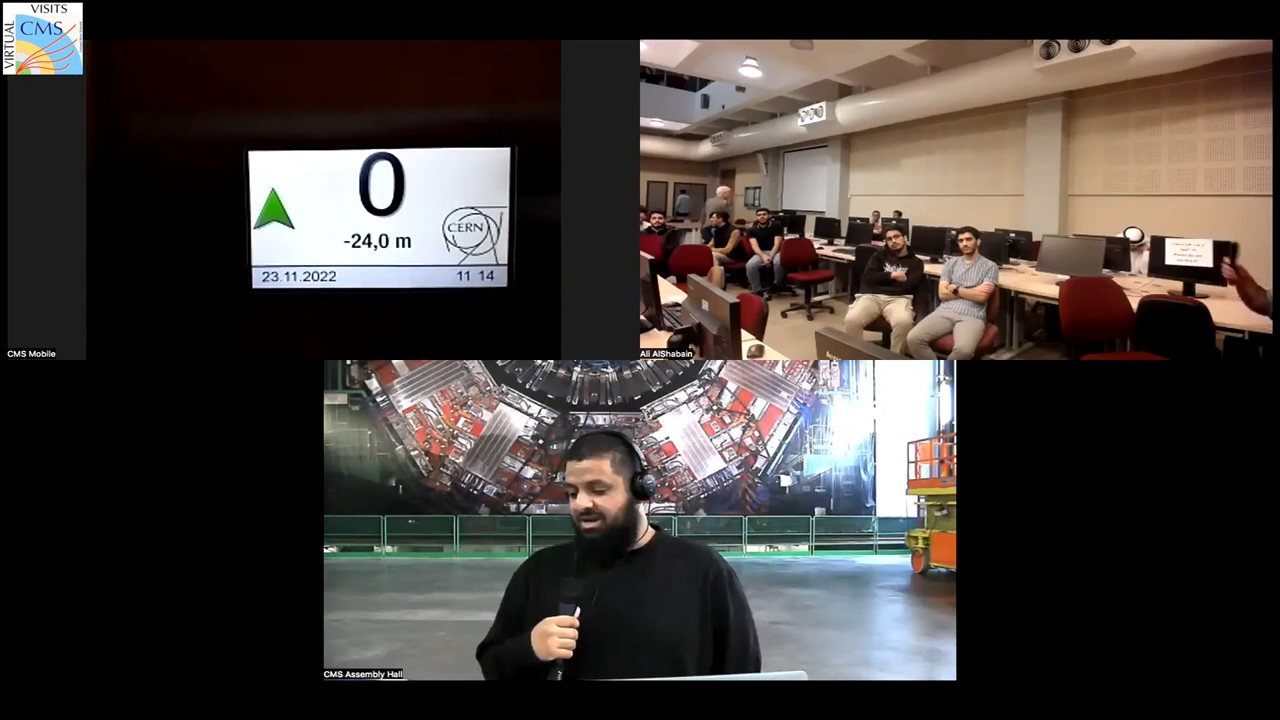 VISITS
VIRTUAL
CMS
0
-24,0 m
CERN
23.11.2022
11 14
CMS Mobile
Ali AlShabain
CMS Assembly Hall